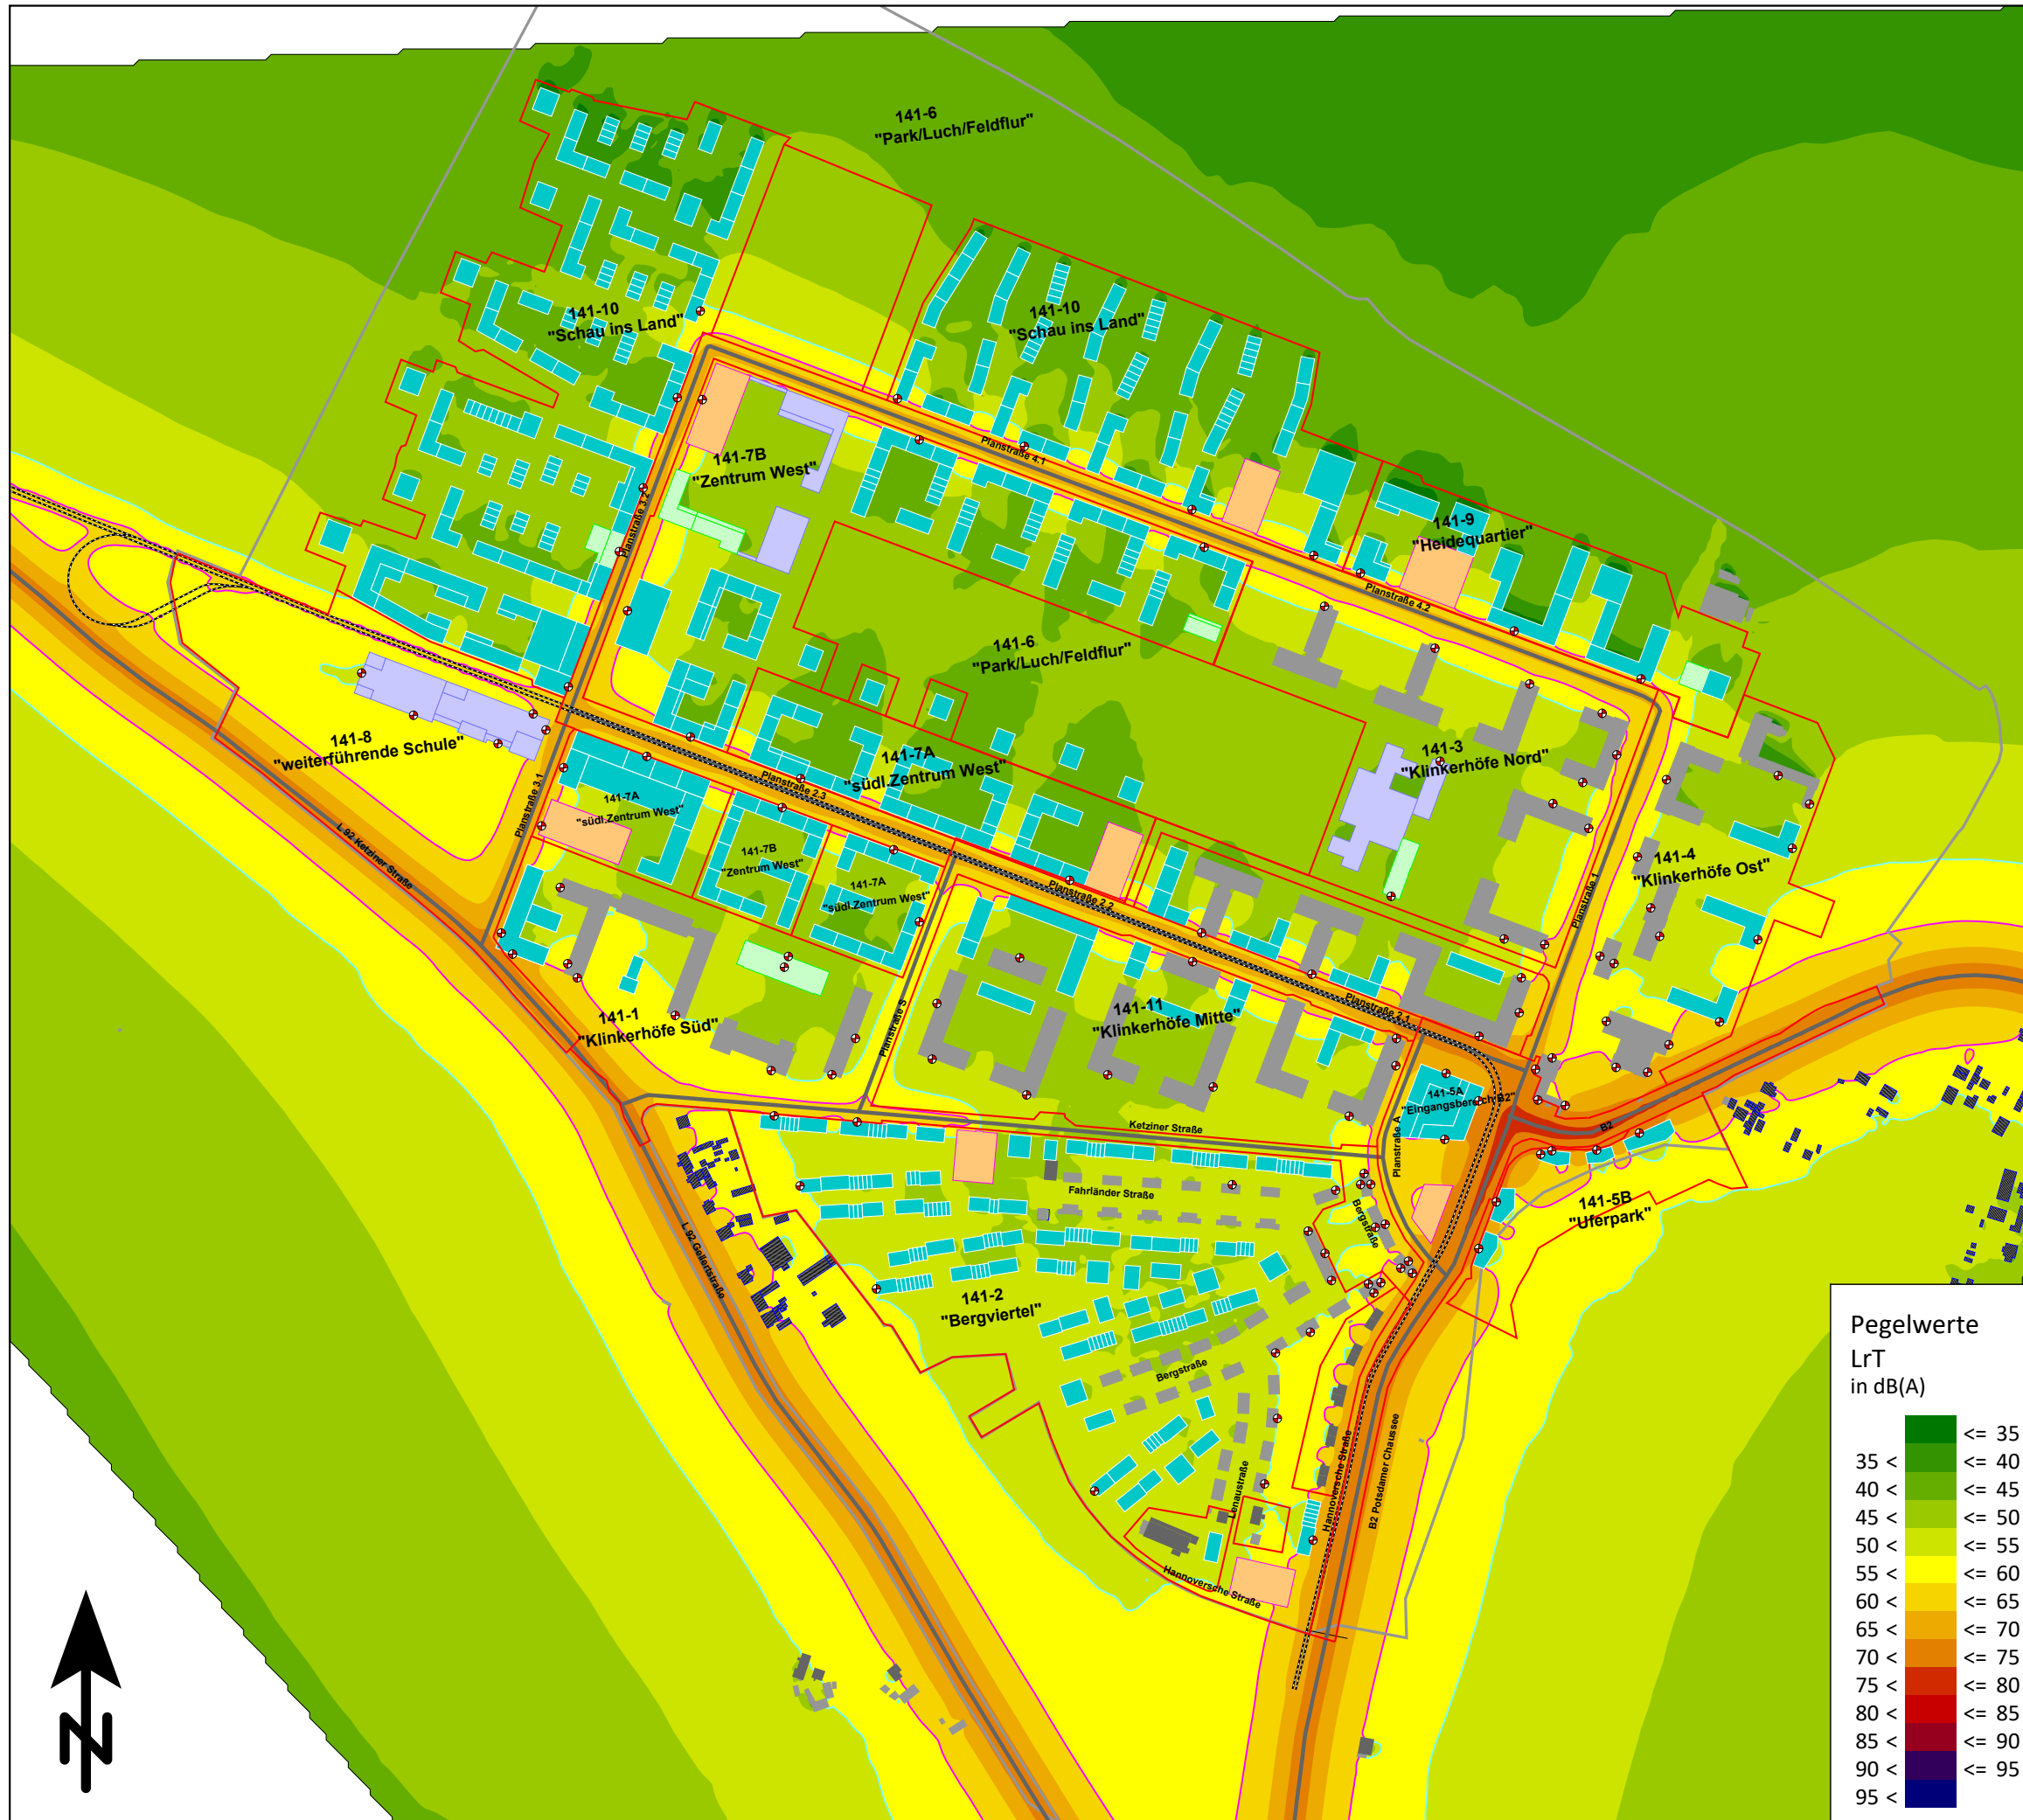 141-6
"Park/Luch/Feldflur"
141-10
"Schau ins Land"
141-10
"Schau ins Land"
141-7B
"Zentrum West"
Planstraße 4.1
Planstraße 3.2
141-9
"Heidequartier"
Planstraße 4.2
141-6
"Park/Luch/Feldflur"
141-8
"weiterführende Schule"
Planstraße 3.1
L 92 Ketziner Straße
141-7A
"südl.Zentrum West"
Planstraße 2.3
141-7A
"südl.Zentrum West"
141-7B
"Zentrum West"
141-7A
"südl.Zentrum West"
141-3
"Klinkerhöfe Nord"
141-4
"Klinkerhöfe Ost"
Planstraße 1
Planstraße 2.2
Planstraße 2.1
141-1
"Klinkerhöfe Süd"
Planstraße S
141-11
"Klinkerhöfe Mitte"
141-5A
"Eingangsbereich B2"
Planstraße A
B2
Ketziner Straße
Fahrländer Straße
Bergstraße
141-5B
"Uferpark"
L 92 Gellertstraße
141-2
"Bergviertel"
Bergstraße
Lenaustraße
Hannoversche Straße
B2 Potsdamer Chaussee
Hannoversche Straße
N
Pegelwerte
LrT
in dB(A)
<= 35
35 < <= 40
40 < <= 45
45 < <= 50
50 < <= 55
55 < <= 60
60 < <= 65
65 < <= 70
70 < <= 75
75 < <= 80
80 < <= 85
85 < <= 90
90 < <= 95
95 <